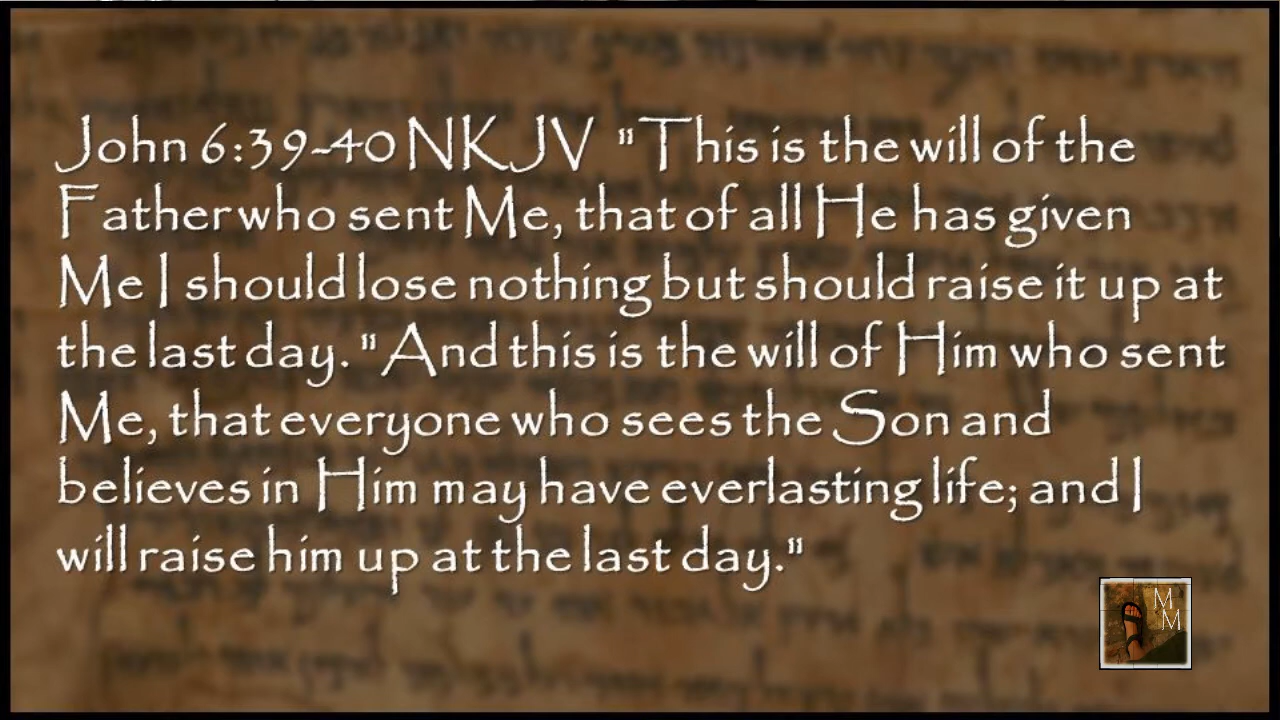 John 6:39-40 NKJV "This is the will of the
Father who sent Me, that of all He has given
Me I should lose nothing but should raise it up at
the last day. "And this is the will of Him who sent
Me, that everyone who sees the Son and
believes in Him may have everlasting life; and I
will raise him up at the last day."
M
M